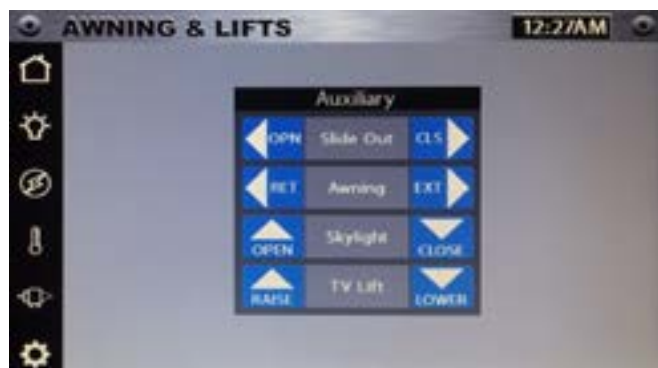 AWNING & LIFTS 12:27AM
Auxiliary
OPN Slide Out CLS
RET Awning EXT
OPEN Skylight CLOSE
RAISE TV Lift LOWER